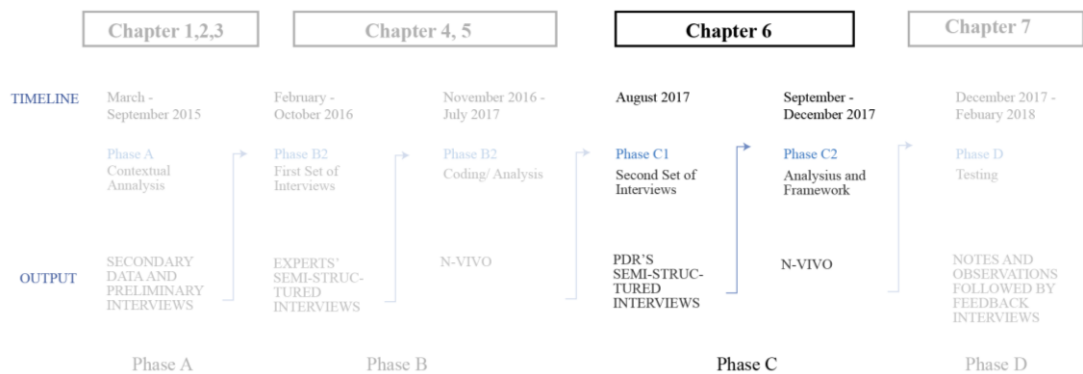 Chapter 1,2,3
Chapter 4, 5
Chapter 6
Chapter 7
TIMELINE
March -
September 2015
February -
October 2016
November 2016 -
July 2017
August 2017
September -
December 2017
December 2017 -
Febuary 2018
Phase A
Contextual
Annalysis
Phase B2
First Set of
Interviews
Phase B2
Coding/ Analysis
Phase C1
Second Set of
Interviews
Phase C2
Analysius and
Framework
Phase D
Testing
OUTPUT
SECONDARY
DATA AND
PRELIMINARY
INTERVIEWS
EXPERTS'
SEMI-STRUC-
TURED
INTERVIEWS
N-VIVO
PDR'S
SEMI-STRUC-
TURED
INTERVIEWS
N-VIVO
NOTES AND
OBSERVATIONS
FOLLOWED BY
FEEDBACK
INTERVIEWS
Phase A
Phase B
Phase C
Phase D